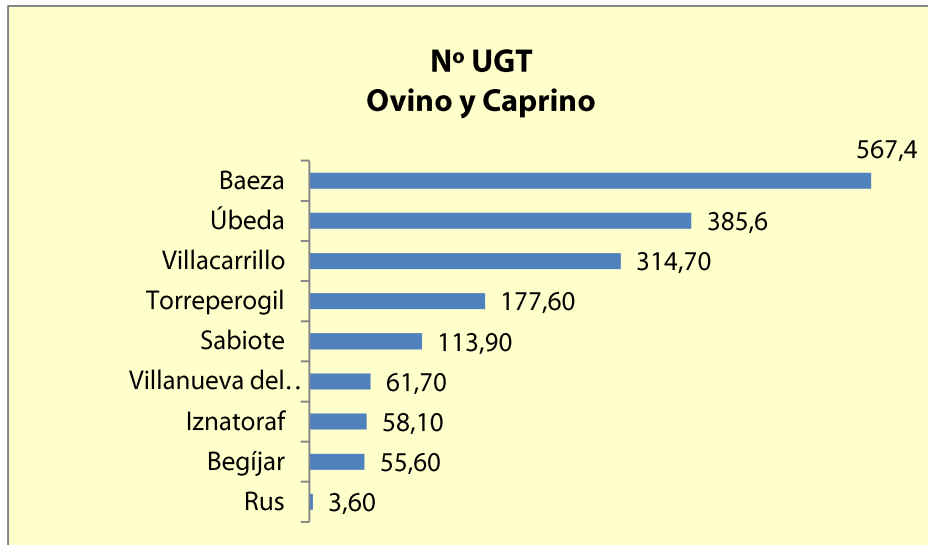 Nº UGT
Ovino y Caprino
567,4
Baeza
Úbeda 385,6
Villacarrillo 314,70
Torreperogil 177,60
Sabiote 113,90
Villanueva del.. 61,70
Iznatoraf 58,10
Begíjar 55,60
Rus 3,60